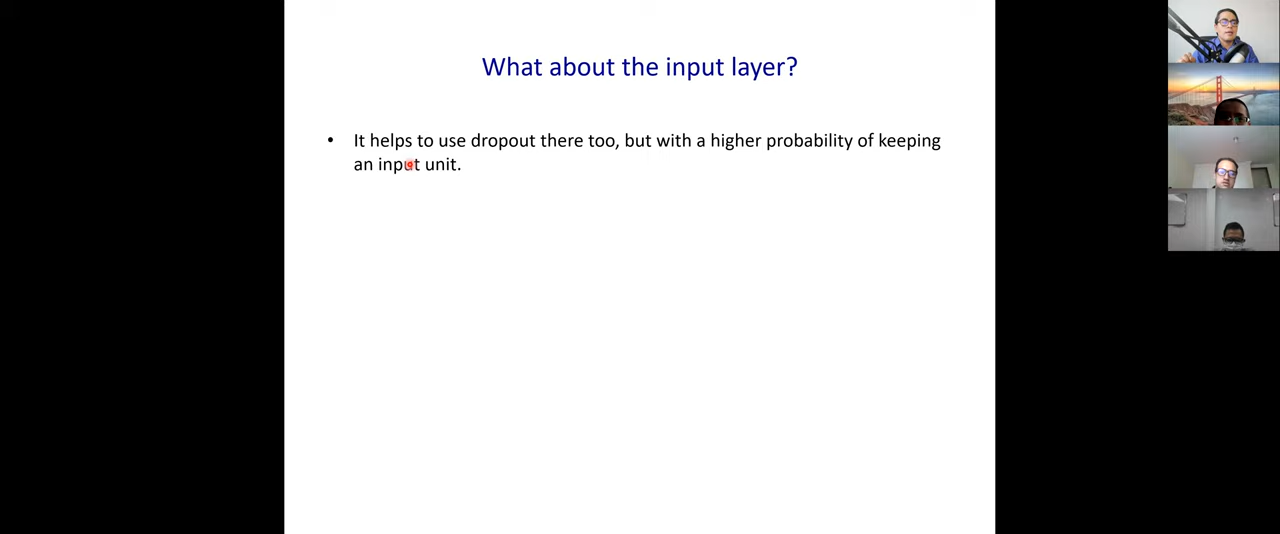 What about the input layer?
• It helps to use dropout there too, but with a higher probability of keeping
an input unit.